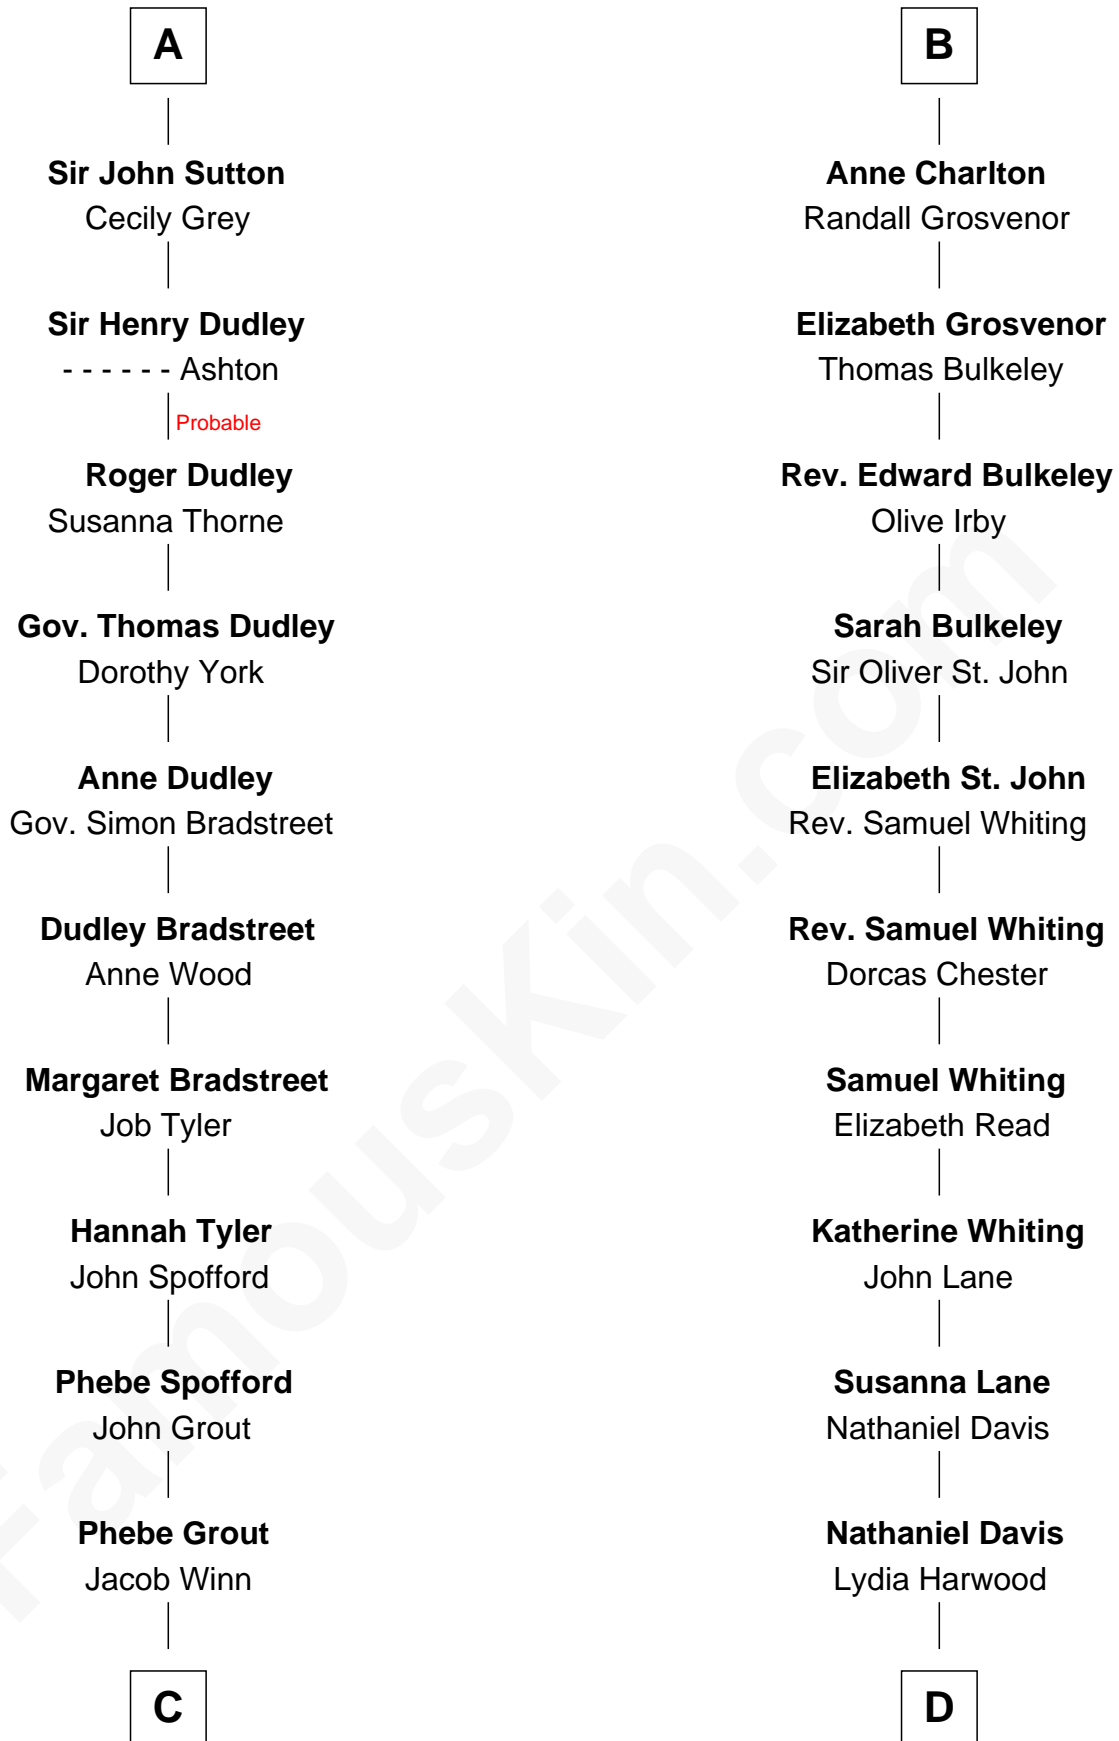 A
Sir John Sutton
Cecily Grey
Sir Henry Dudley
- - - - - - Ashton
Probable
Roger Dudley
Susanna Thorne
Gov. Thomas Dudley
Dorothy York
Anne Dudley
Gov. Simon Bradstreet
Dudley Bradstreet
Anne Wood
Margaret Bradstreet
Job Tyler
Hannah Tyler
John Spofford
Phebe Spofford
John Grout
Phebe Grout
Jacob Winn
C
B
Anne Charlton
Randall Grosvenor
Elizabeth Grosvenor
Thomas Bulkeley
Rev. Edward Bulkeley
Olive Irby
Sarah Bulkeley
Sir Oliver St. John
Elizabeth St. John
Rev. Samuel Whiting
Rev. Samuel Whiting
Dorcas Chester
Samuel Whiting
Elizabeth Read
Katherine Whiting
John Lane
Susanna Lane
Nathaniel Davis
Nathaniel Davis
Lydia Harwood
D
FamousKin.com